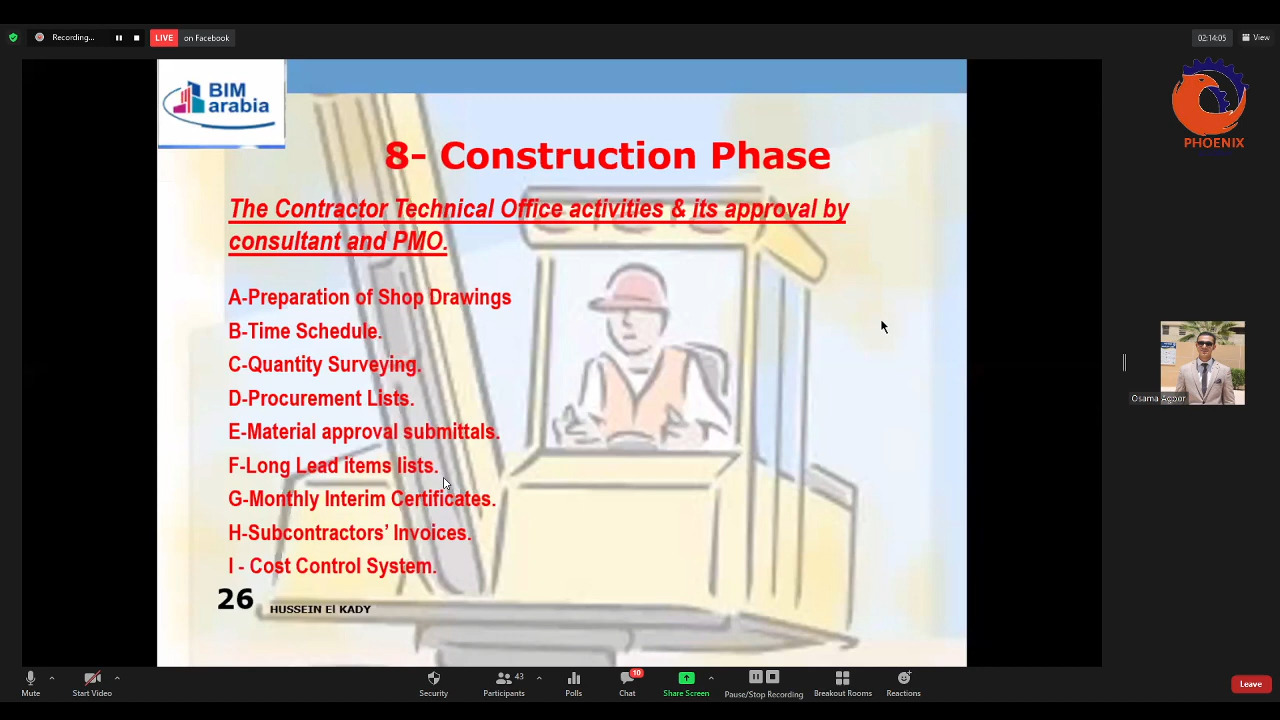 Recording...
LIVE on Facebook
02:14:05
View
BIM
arabia
PHOENIX
8- Construction Phase
The Contractor Technical Office activities & its approval by
consultant and PMO.
A-Preparation of Shop Drawings
B-Time Schedule.
C-Quantity Surveying.
D-Procurement Lists.
E-Material approval submittals.
F-Long Lead items lists.
G-Monthly Interim Certificates.
H-Subcontractors’ Invoices.
I - Cost Control System.
26
HUSSEIN El KADY
Osama Agoor
Mute
Start Video
Security
43
Participants
Polls
10
Chat
Share Screen
Pause/Stop Recording
Breakout Rooms
Reactions
Leave